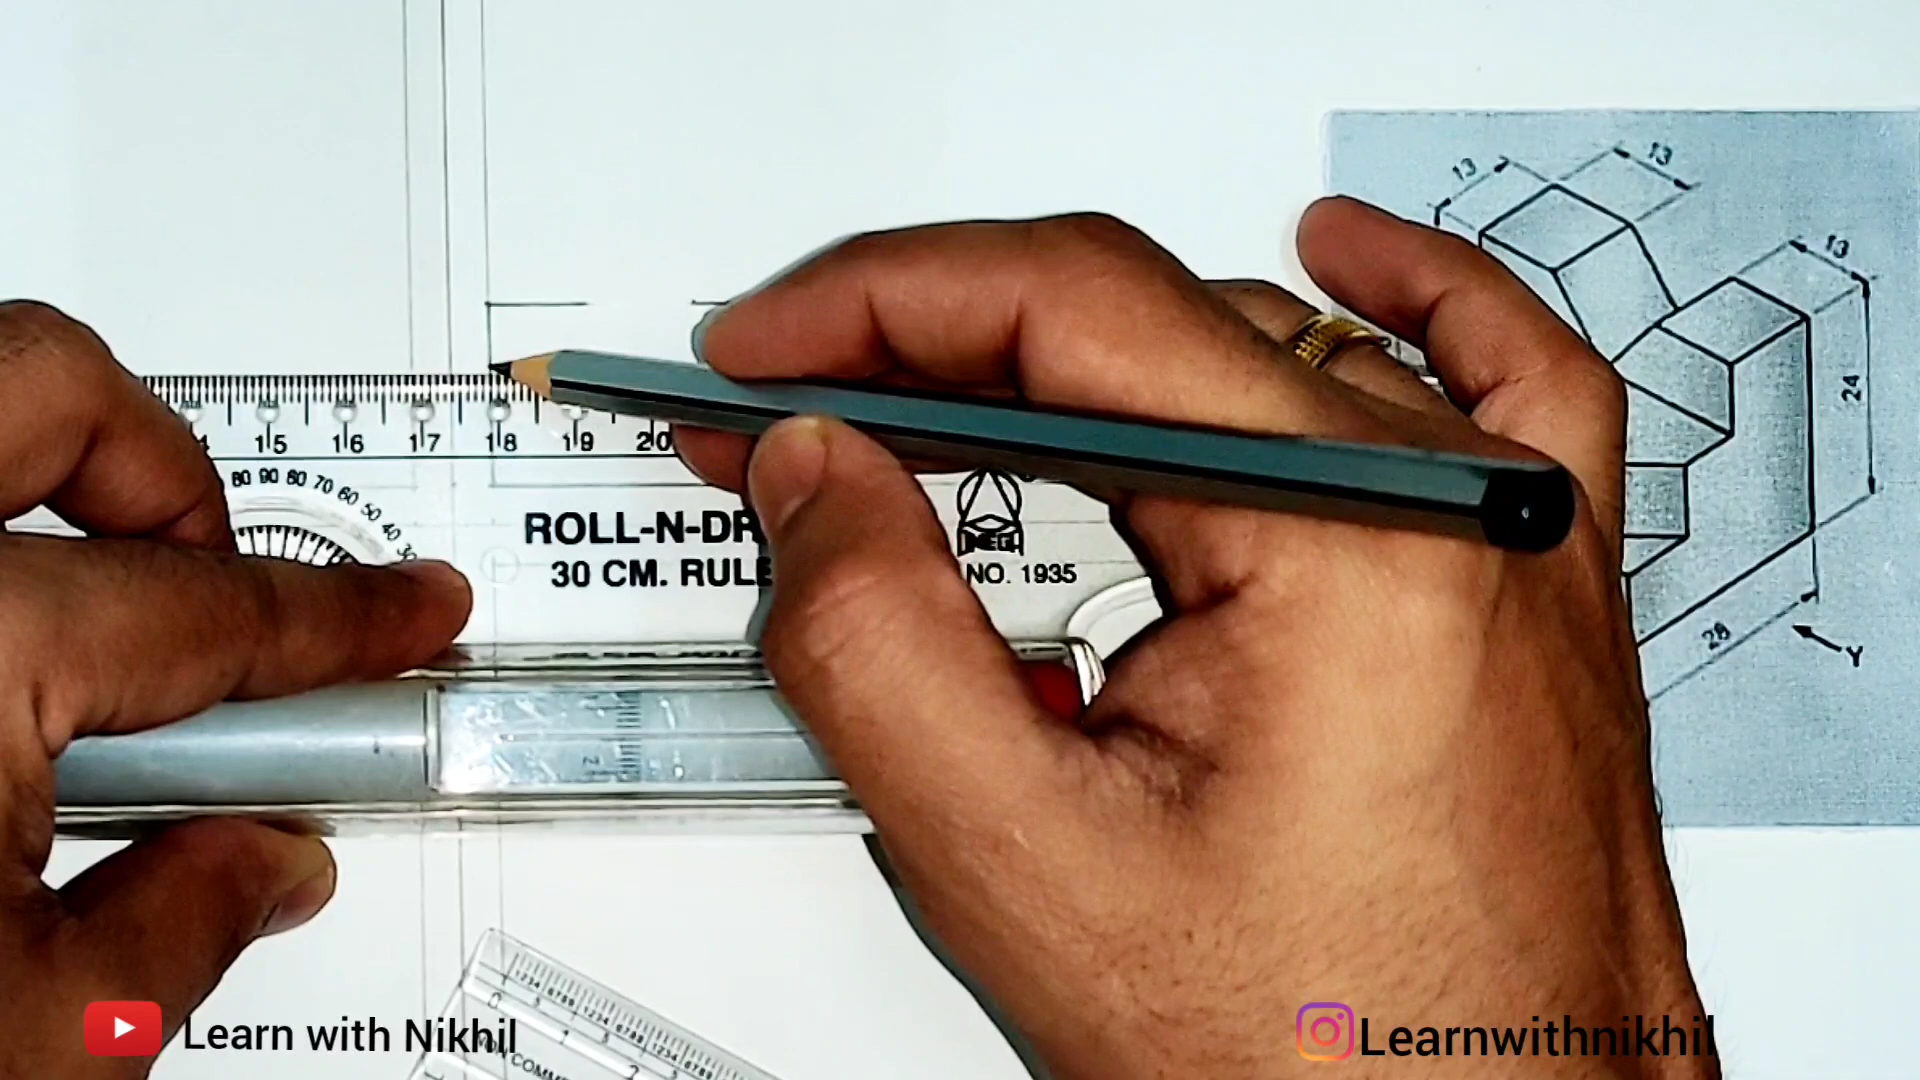 13
13
13
24
28
Y
15 16 17 18 19 20
80 90 80 70 60 50 40 30
ROLL-N-DR
30 CM. RULE
NO. 1935
Learn with Nikhil
Learnwithnikhil